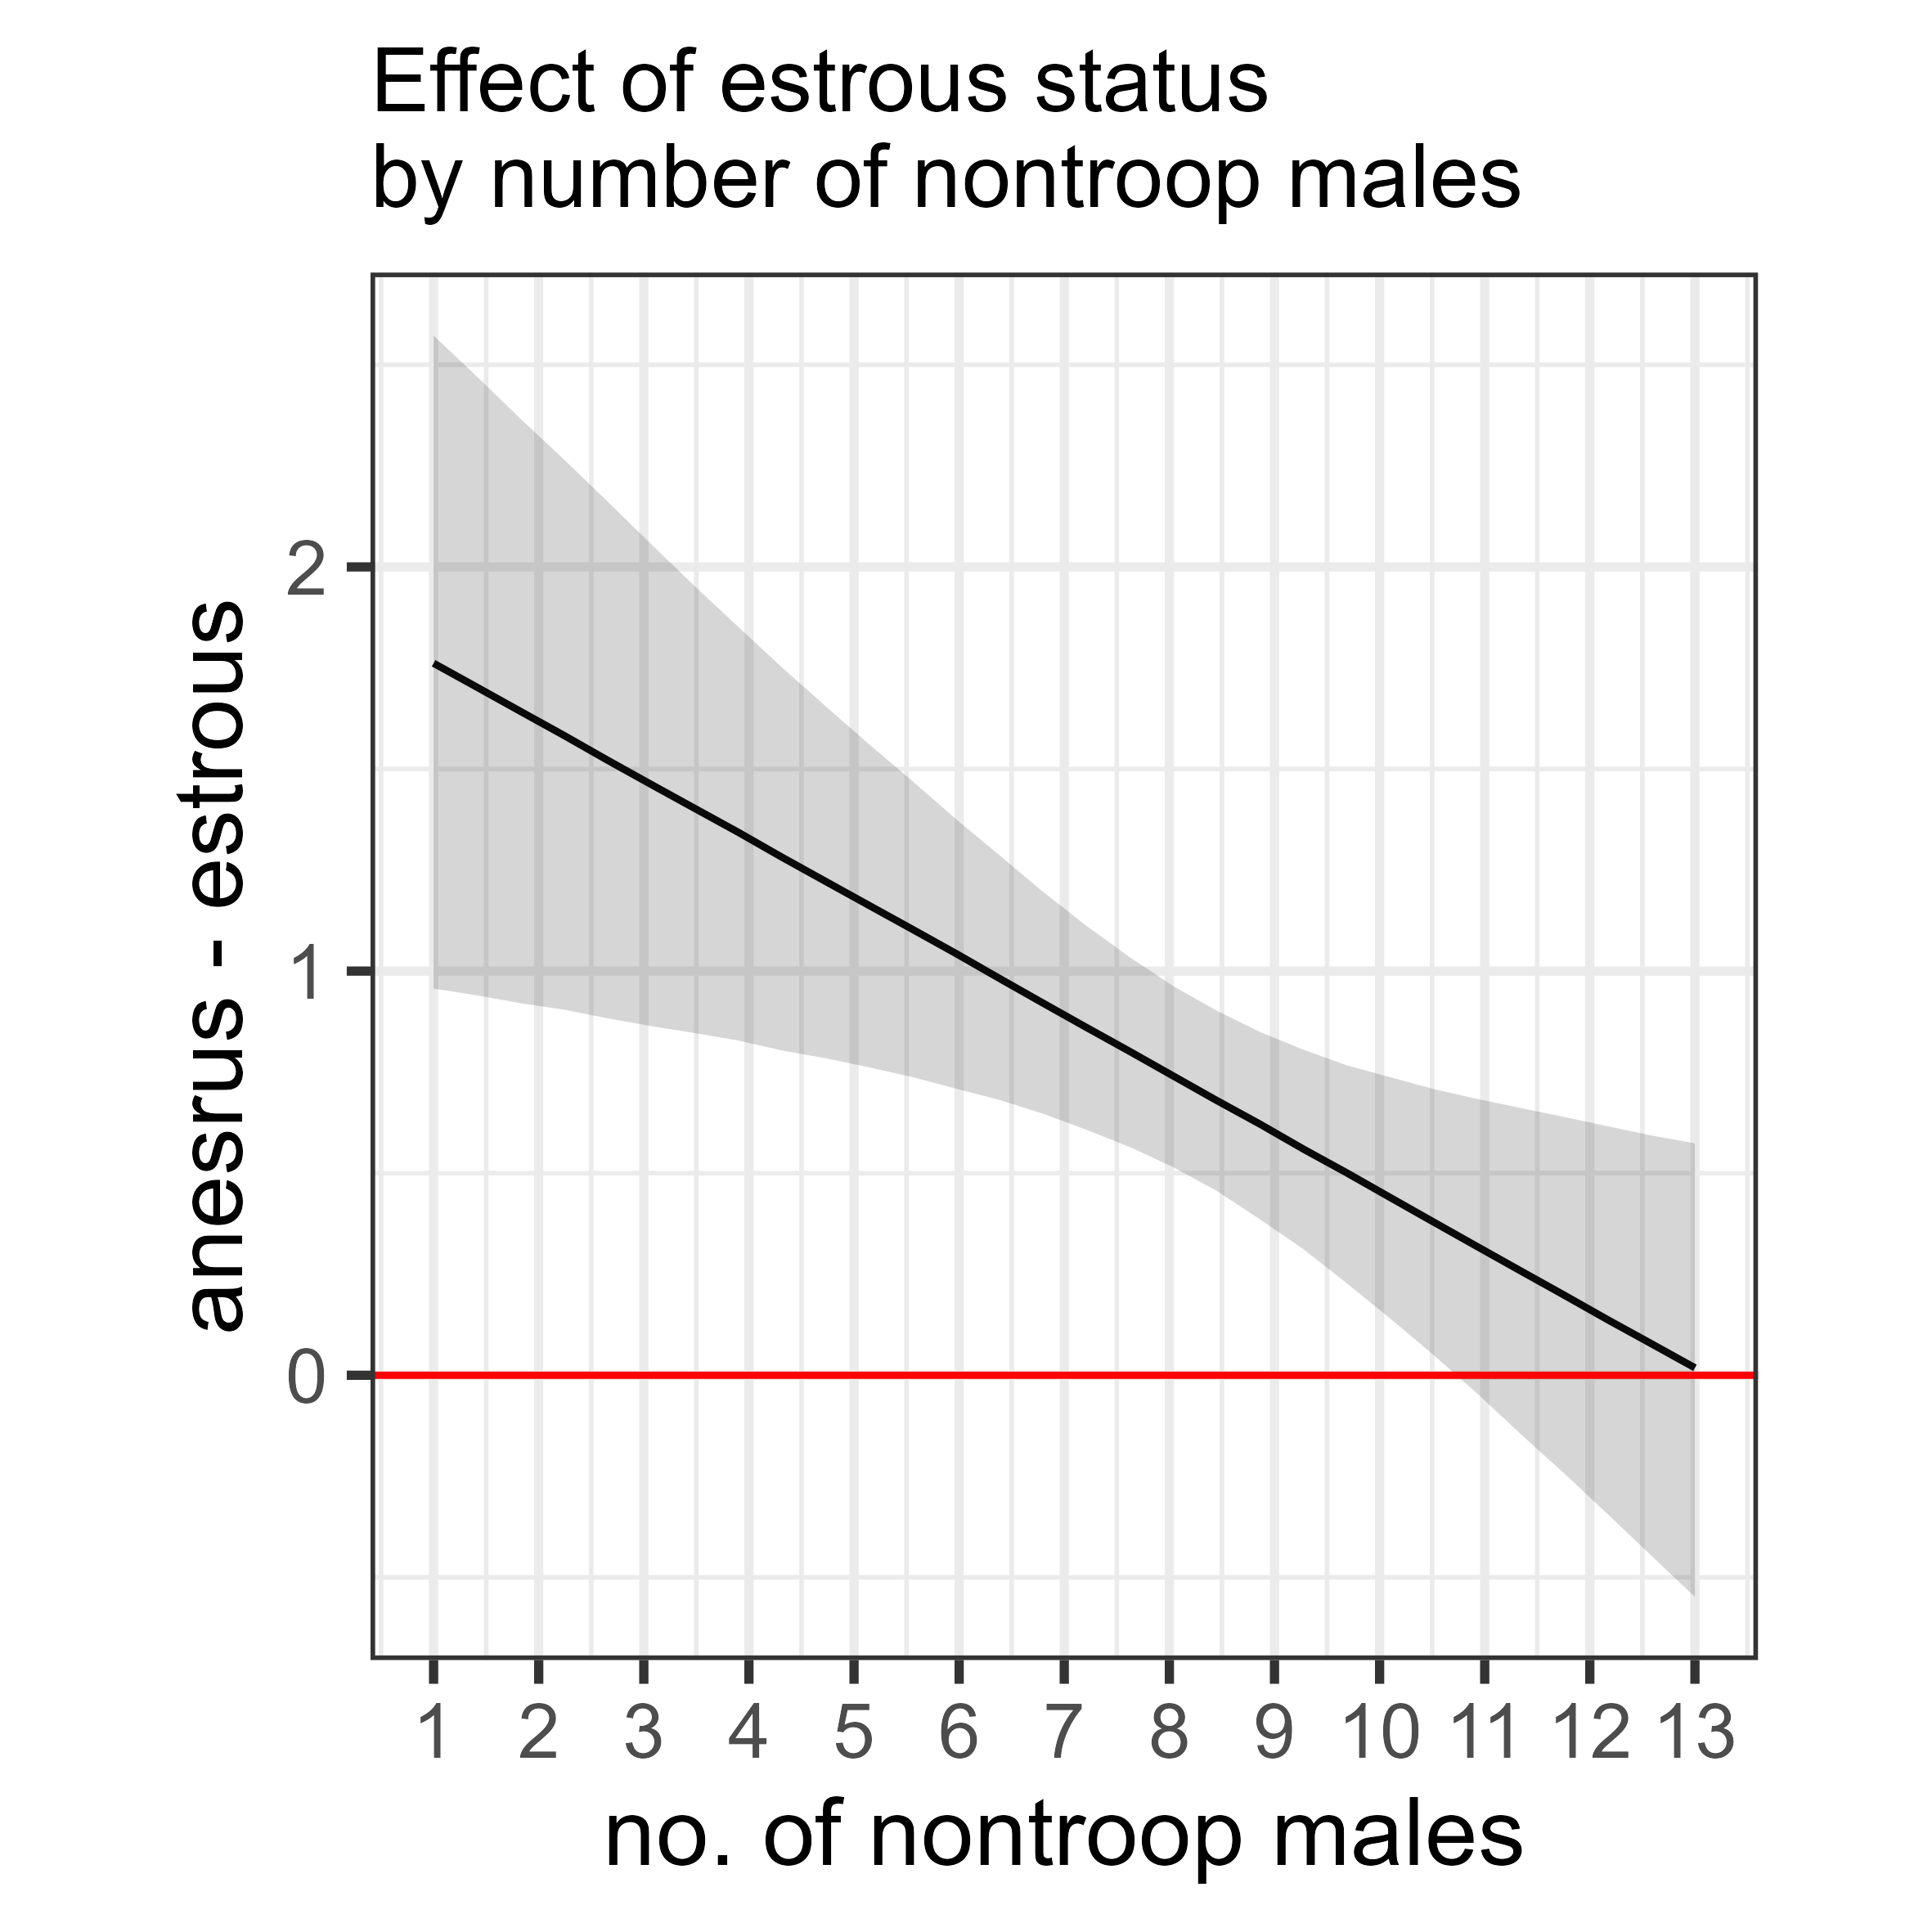 Effect of estrous status
by number of nontroop males
anesrus - estrous
2
1
0
1 2 3 4 5 6 7 8 9 10 11 12 13
no. of nontroop males